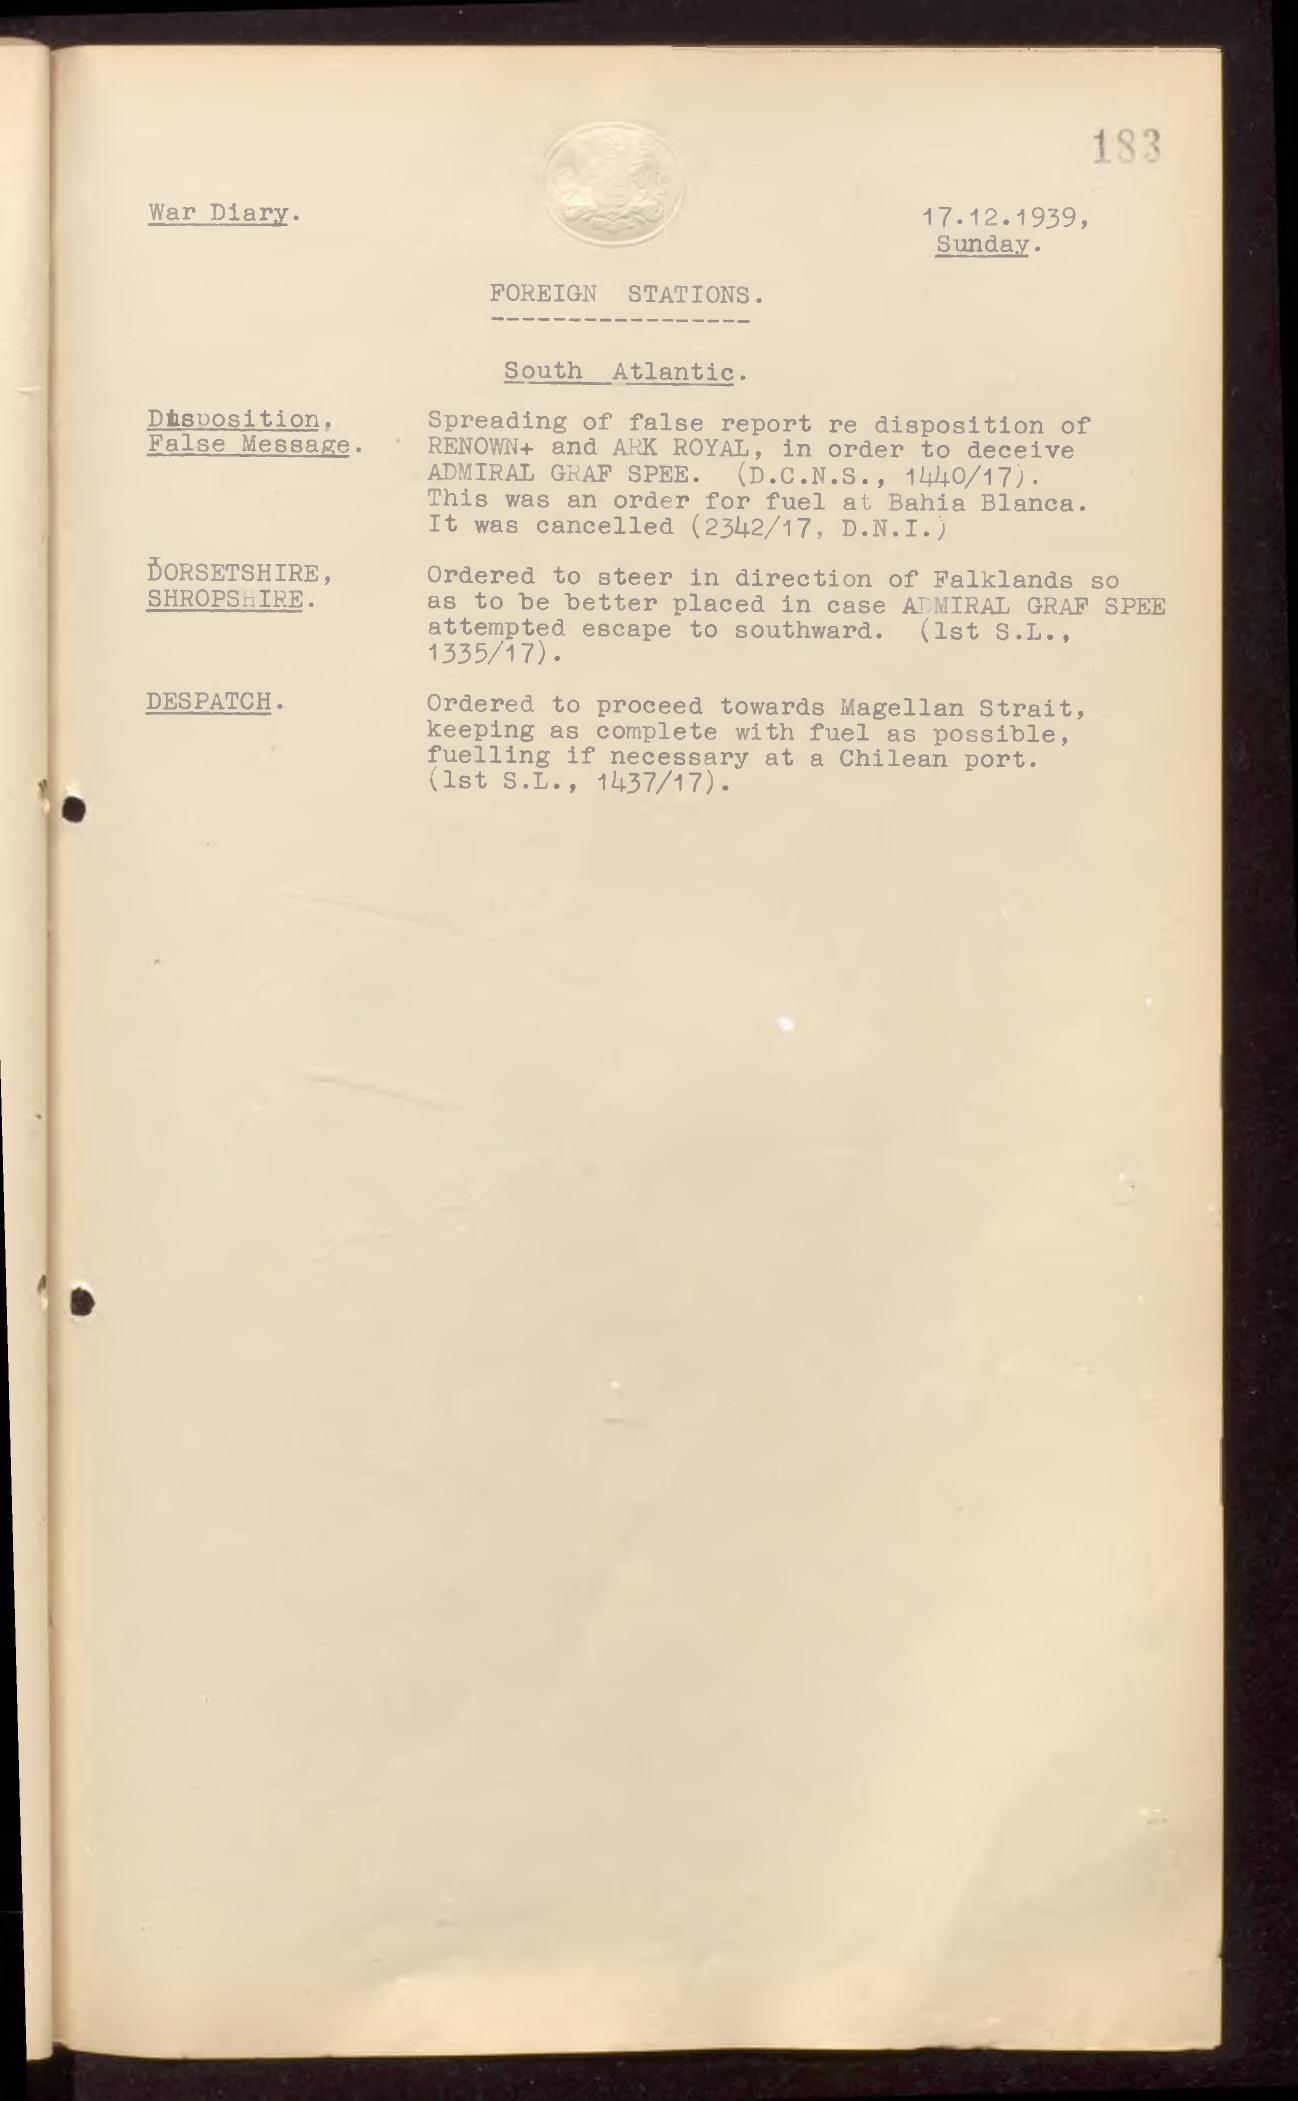 183
War Diary.
17.12.1939,
Sunday.
FOREIGN STATIONS.
South Atlantic.
Disposition,
False Message.
Spreading of false report re disposition of
RENOWN+ and ARK ROYAL, in order to deceive
ADMIRAL GRAF SPEE. (D.C.N.S., 1440/17).
This was an order for fuel at Bahia Blanca.
It was cancelled (2342/17, D.N.I.)
DORSETSHIRE,
SHROPSHIRE.
Ordered to steer in direction of Falklands so
as to be better placed in case ADMIRAL GRAF SPEE
attempted escape to southward. (1st S.L.,
1335/17).
DESPATCH.
Ordered to proceed towards Magellan Strait,
keeping as complete with fuel as possible,
fuelling if necessary at a Chilean port.
(1st S.L., 1437/17).